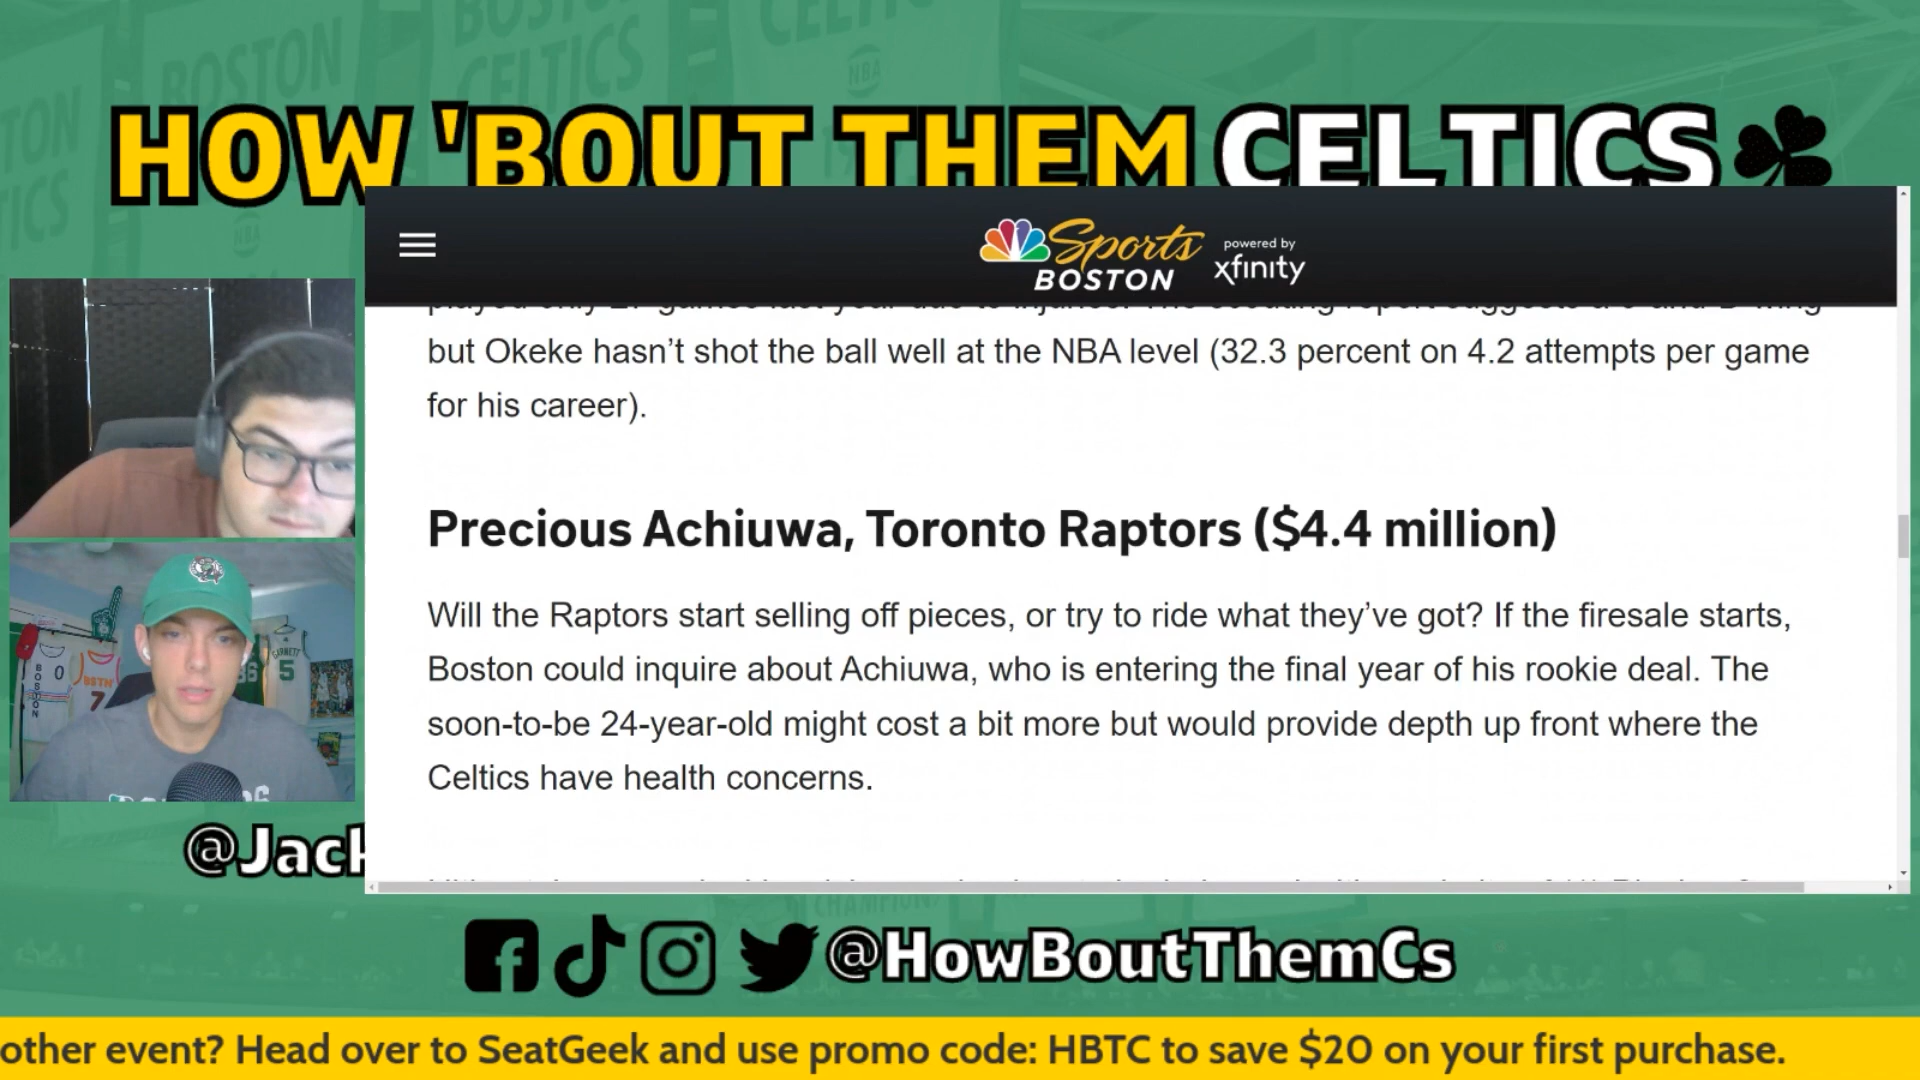 HOW 'BOUT THEM CELTICS
Sports
BOSTON
powered by
xfinity
but Okeke hasn’t shot the ball well at the NBA level (32.3 percent on 4.2 attempts per game
for his career).
Precious Achiuwa, Toronto Raptors ($4.4 million)
Will the Raptors start selling off pieces, or try to ride what they’ve got? If the firesale starts,
Boston could inquire about Achiuwa, who is entering the final year of his rookie deal. The
soon-to-be 24-year-old might cost a bit more but would provide depth up front where the
Celtics have health concerns.
BOSTON
0
BSTN
7
GARNETT
5
@Jack
@HowBoutThemCs
other event? Head over to SeatGeek and use promo code: HBTC to save $20 on your first purchase.